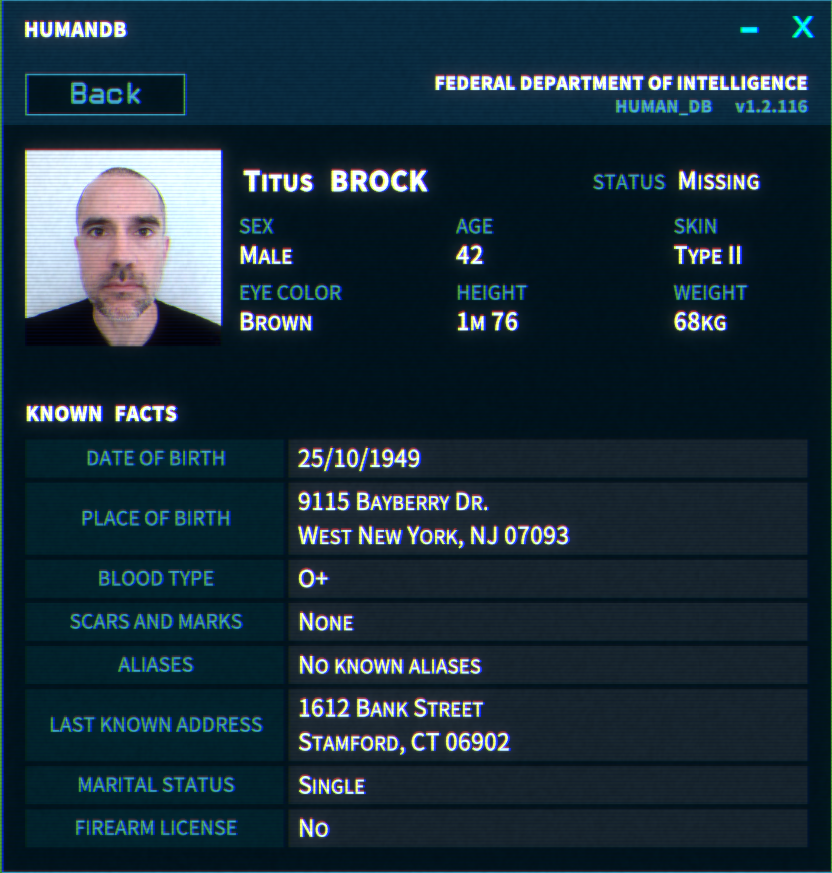 HUMANDB
– X
Back
FEDERAL DEPARTMENT OF INTELLIGENCE
HUMAN_DB v1.2.116
Titus BROCK
STATUS Missing
SEX AGE SKIN
Male 42 Type II
EYE COLOR HEIGHT WEIGHT
Brown 1m 76 68kg
KNOWN FACTS
DATE OF BIRTH 25/10/1949
PLACE OF BIRTH 9115 Bayberry Dr.
West New York, NJ 07093
BLOOD TYPE O+
SCARS AND MARKS None
ALIASES No known aliases
LAST KNOWN ADDRESS 1612 Bank Street
Stamford, CT 06902
MARITAL STATUS Single
FIREARM LICENSE No